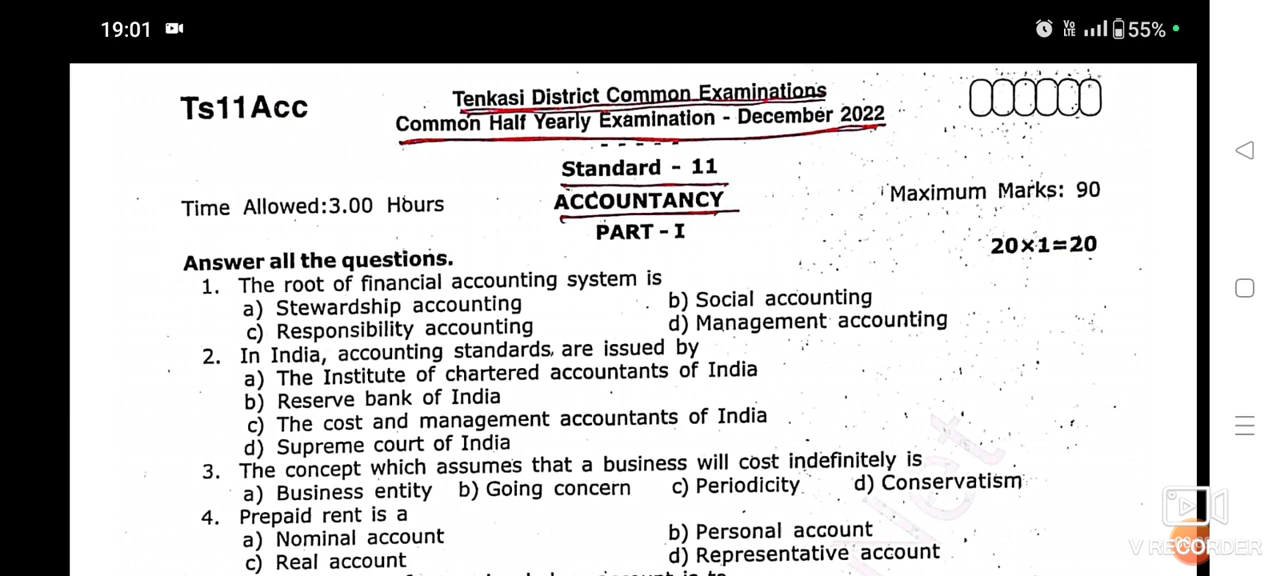 19:01 Vo LTE 55%
Ts11Acc
Tenkasi District Common Examinations
Common Half Yearly Examination - December 2022
Standard - 11
Time Allowed:3.00 Hours
ACCOUNTANCY
Maximum Marks: 90
PART - I
Answer all the questions.
20×1=20
1. The root of financial accounting system is
a) Stewardship accounting b) Social accounting
c) Responsibility accounting d) Management accounting
2. In India, accounting standards are issued by
a) The Institute of chartered accountants of India
b) Reserve bank of India
c) The cost and management accountants of India
d) Supreme court of India
3. The concept which assumes that a business will cost indefinitely is
a) Business entity b) Going concern c) Periodicity d) Conservatism
4. Prepaid rent is a
a) Nominal account b) Personal account
c) Real account d) Representative account
V RECORDER